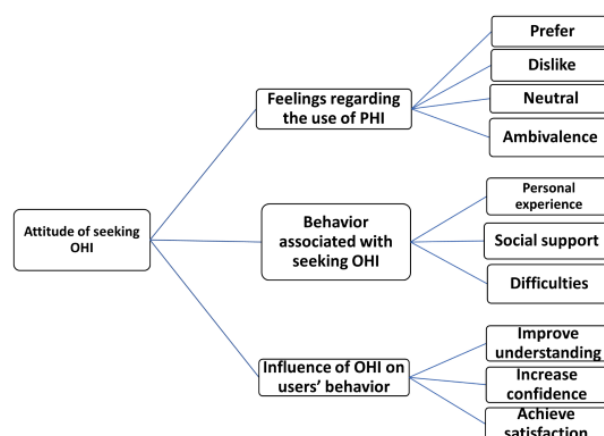 Prefer
Dislike
Feelings regarding
the use of PHI
Neutral
Ambivalence
Personal
experience
Attitude of seeking
OHI
Behavior
associated with
seeking OHI
Social support
Difficulties
Improve
understanding
Influence of OHI on
users' behavior
Increase
confidence
Achieve
satisfaction